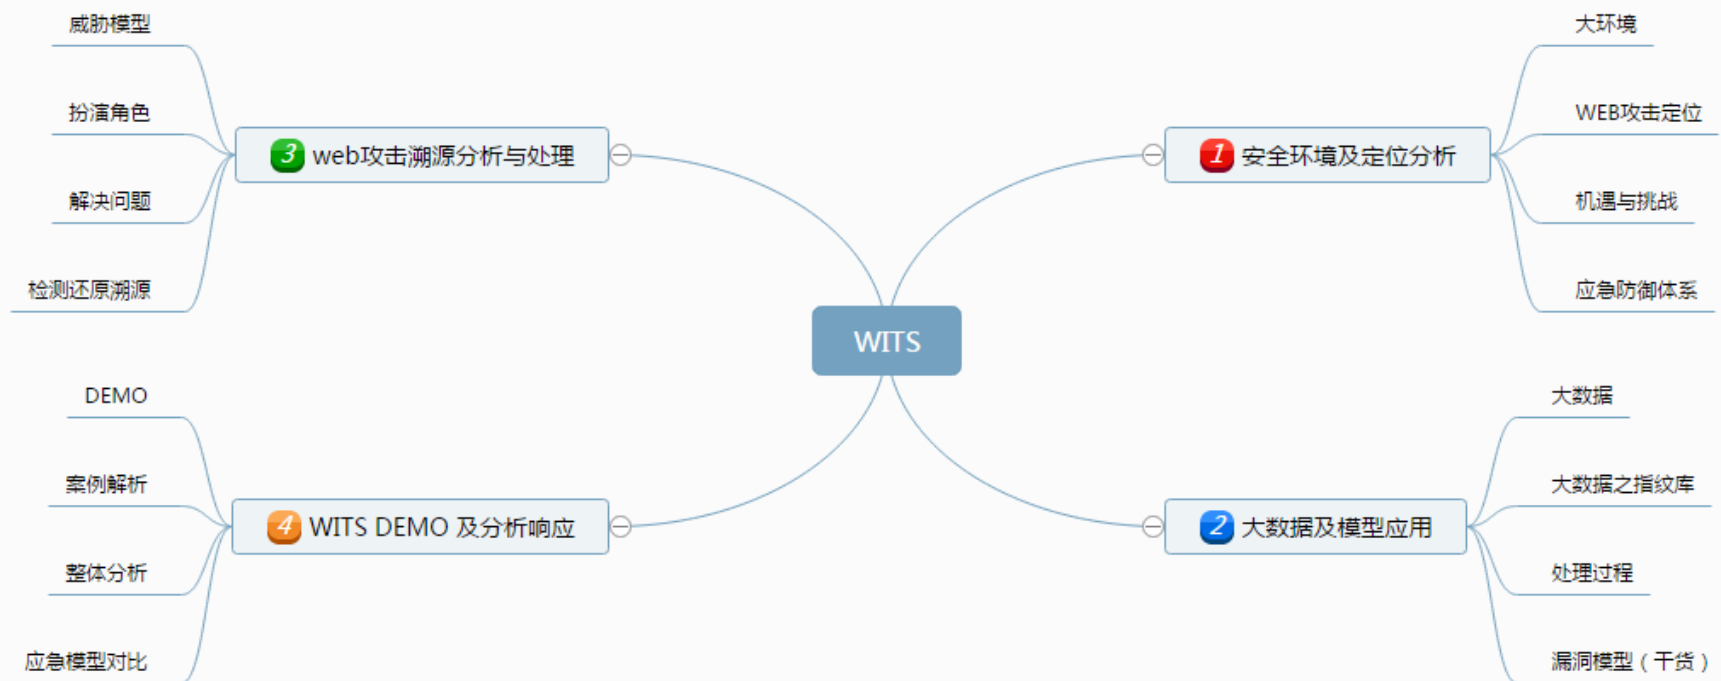 WITS
1 安全环境及定位分析
大环境
WEB攻击定位
机遇与挑战
应急防御体系
2 大数据及模型应用
大数据
大数据之指纹库
处理过程
漏洞模型（干货）
3 web攻击溯源分析与处理
威胁模型
扮演角色
解决问题
检测还原溯源
4 WITS DEMO 及分析响应
DEMO
案例解析
整体分析
应急模型对比